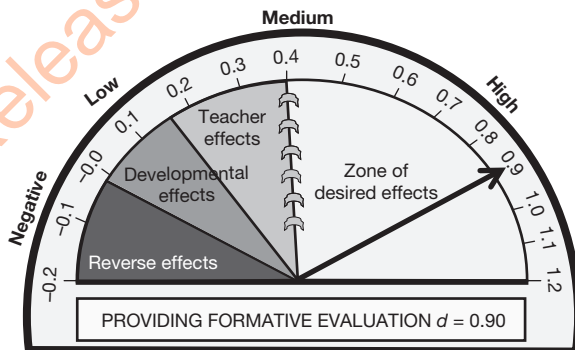 Medium
Low
High
Negative
-0.2
-0.1
-0.0
0.1
0.2
0.3
0.4
0.5
0.6
0.7
0.8
0.9
1.0
1.1
1.2
Teacher
effects
Developmental
effects
Reverse effects
Zone of
desired effects
PROVIDING FORMATIVE EVALUATION d = 0.90